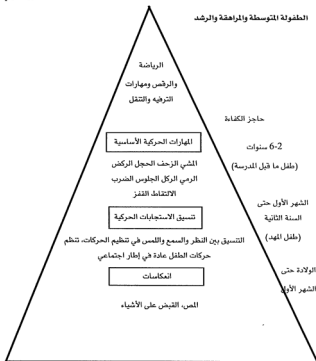 الطفولة المتوسطة والمراهقة والرشد
الرياضة
والرقص ومهارات
الترفيه والتنقل
حاجز الكفاءة
المهارات الحركية الأساسية
2-6 سنوات
المشي الزحف الحجل الركض
(طفل ما قبل المدرسة)
الرمي الركل الجلوس الضرب
الالتقاط القفز
الشهر الأول حتى
تنسيق الاستجابات الحركية
السنة الثانية
(طفل المهد)
التنسيق بين النظر والسمع واللمس في تنظيم الحركات، تنظم
حركات الطفل عادة في إطار اجتماعي
الولادة حتى
انعكاسات
الشهر الأول
المص، القبض على الأشياء